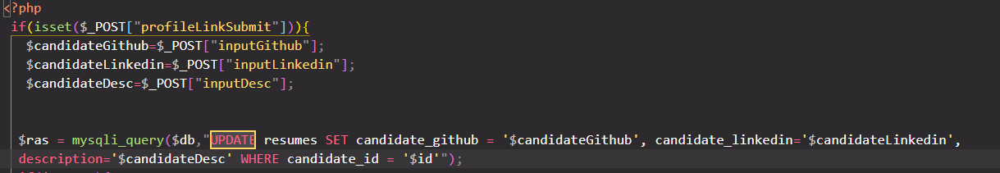 <?php
if(isset($_POST["profileLinkSubmit"])){
$candidateGithub=$_POST["inputGithub"];
$candidateLinkedin=$_POST["inputLinkedin"];
$candidateDesc=$_POST["inputDesc"];
$ras = mysqli_query($db,"UPDATE resumes SET candidate_github = '$candidateGithub', candidate_linkedin='$candidateLinkedin',
description='$candidateDesc' WHERE candidate_id = '$id'");